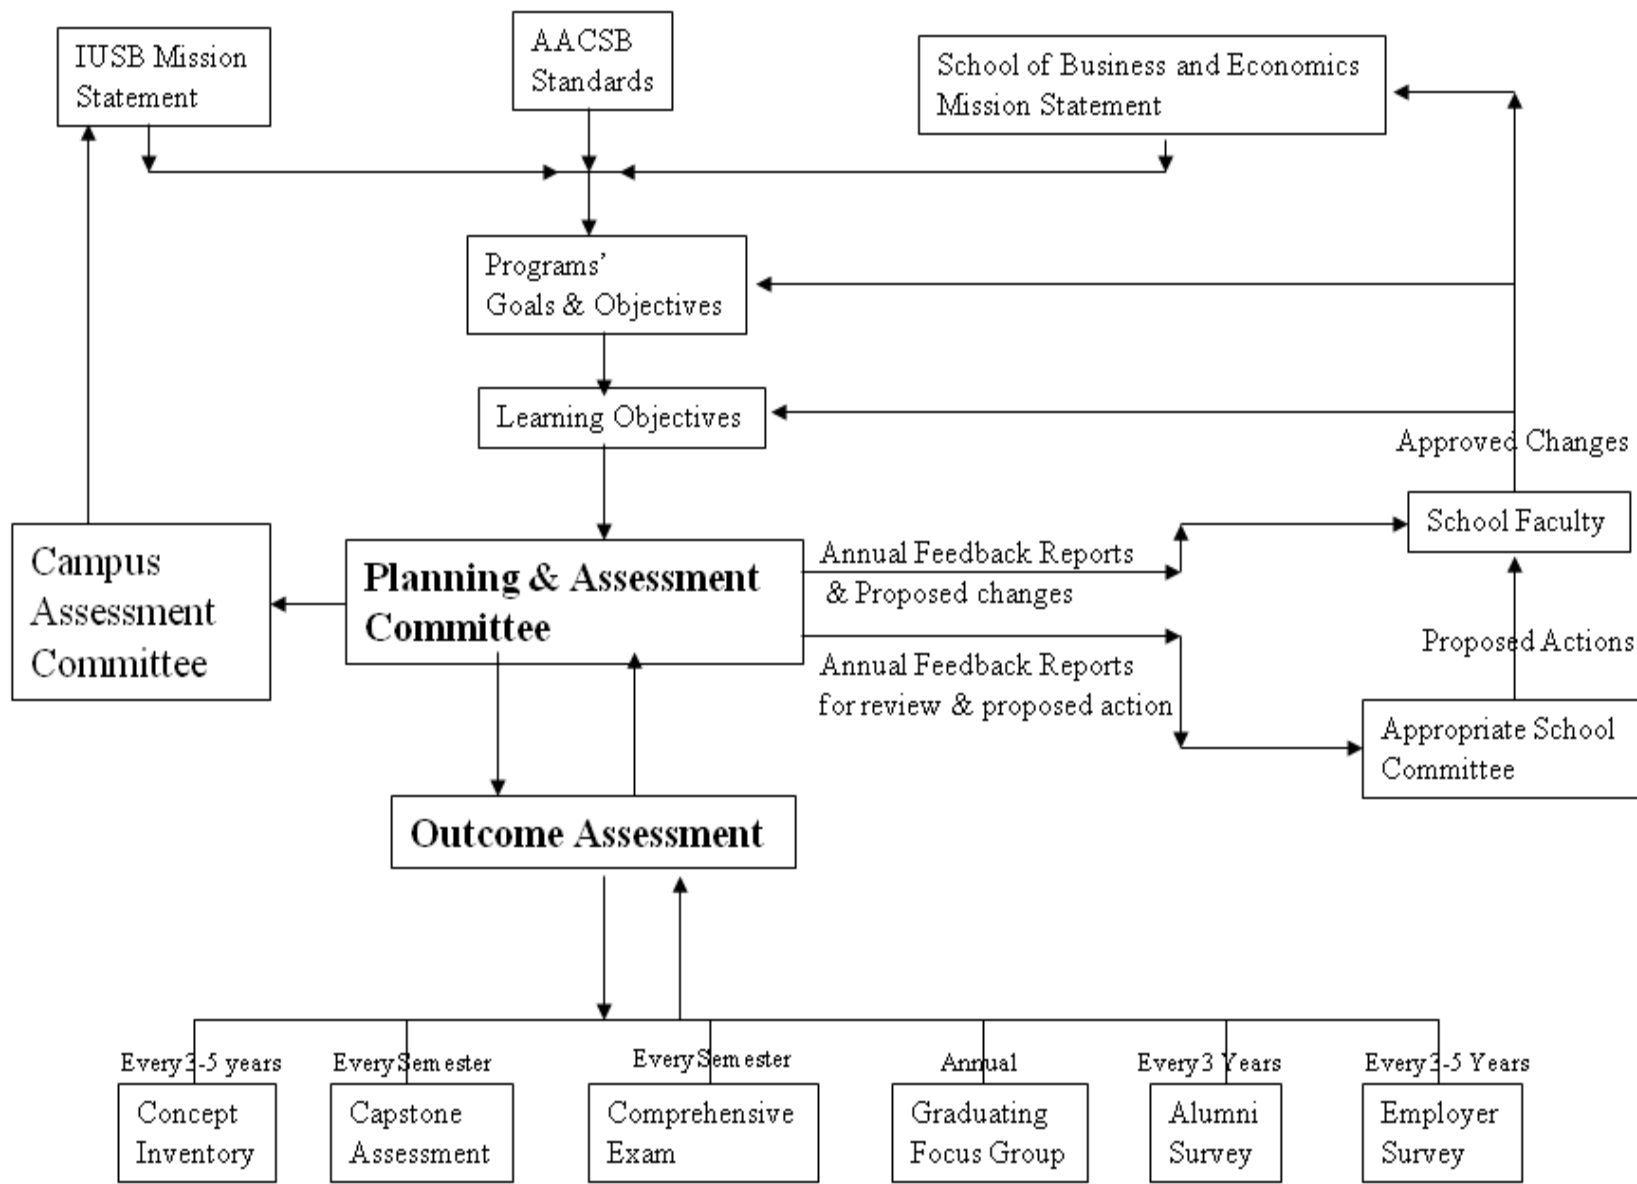 IUSB Mission
Statement
AACSB
Standards
School of Business and Economics
Mission Statement
Programs’
Goals & Objectives
Learning Objectives
Approved Changes
School Faculty
Campus
Assessment
Committee
Planning & Assessment
Committee
Annual Feedback Reports
& Proposed changes
Annual Feedback Reports
for review & proposed action
Proposed Actions
Appropriate School
Committee
Outcome Assessment
Every 3-5 years
Every Semester
Every Semester
Annual
Every 3 Years
Every 3-5 Years
Concept
Inventory
Capstone
Assessment
Comprehensive
Exam
Graduating
Focus Group
Alumni
Survey
Employer
Survey